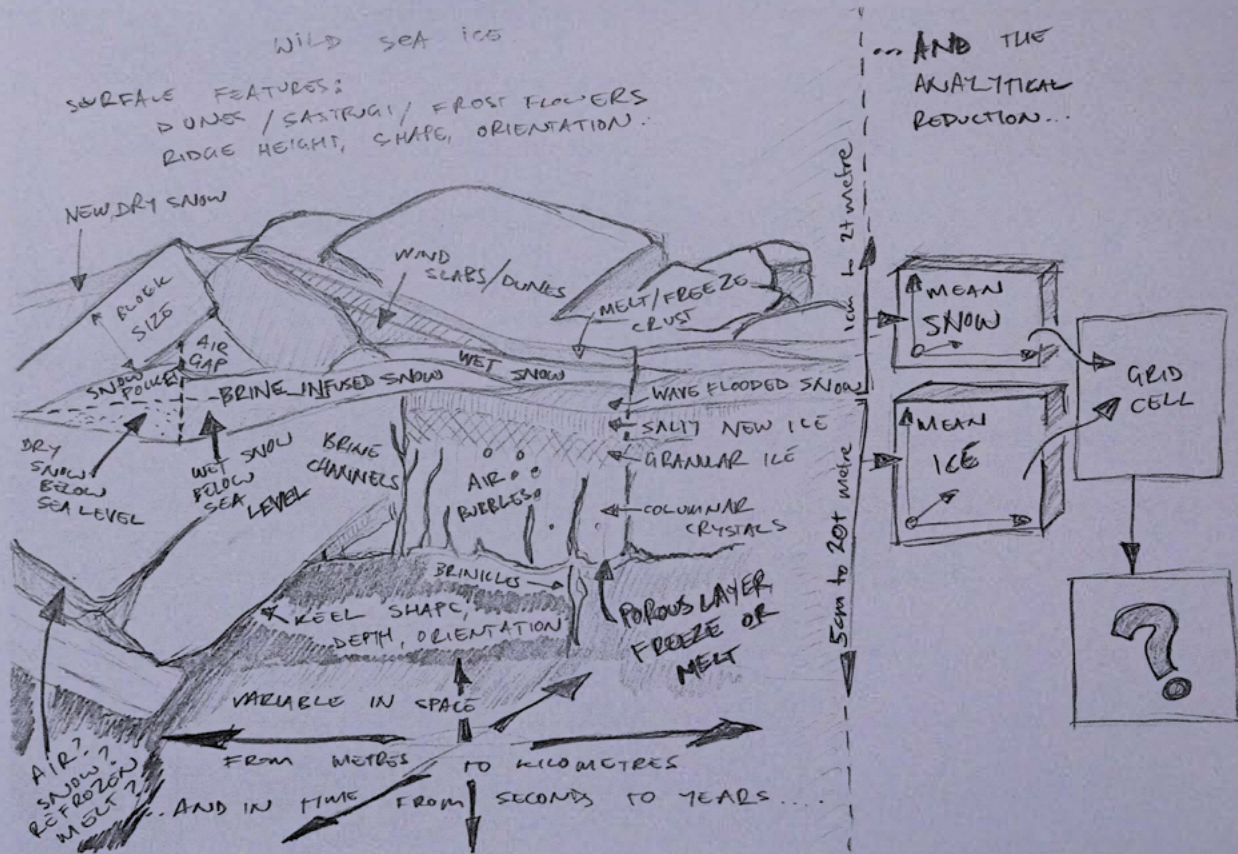 WILD SEA ICE
SURFACE FEATURES:
DUNES / SASTRUGI / FROST FLOWERS
RIDGE HEIGHT, SHAPE, ORIENTATION.
NEW DRY SNOW
WIND
SLABS/DUNES
BLOCK
SIZE
AIR
GAP
MELT/FREEZE
CRUST
WET SNOW
SNOW
POCKET
BRINE INFUSED SNOW
WAVE FLOODED SNOW
SALTY NEW ICE
GRANULAR ICE
DRY
SNOW
BELOW
SEA LEVEL
WET SNOW
BELOW
SEA
LEVEL
BRINE
CHANNELS
AIR
BUBBLES
COLUMNAR
CRYSTALS
BRINICLES
KEEL SHAPE,
DEPTH, ORIENTATION
POROUS LAYER,
FREEZE OR
MELT
VARIABLE IN SPACE
FROM METRES TO KILOMETRES
...AND IN TIME FROM SECONDS TO YEARS....
AIR?
SNOW?
REFROZEN
MELT?
1cm to 2+ metre
5cm to 20+ metre
... AND THE
ANALYTICAL
REDUCTION...
MEAN
SNOW
MEAN
ICE
GRID
CELL
?